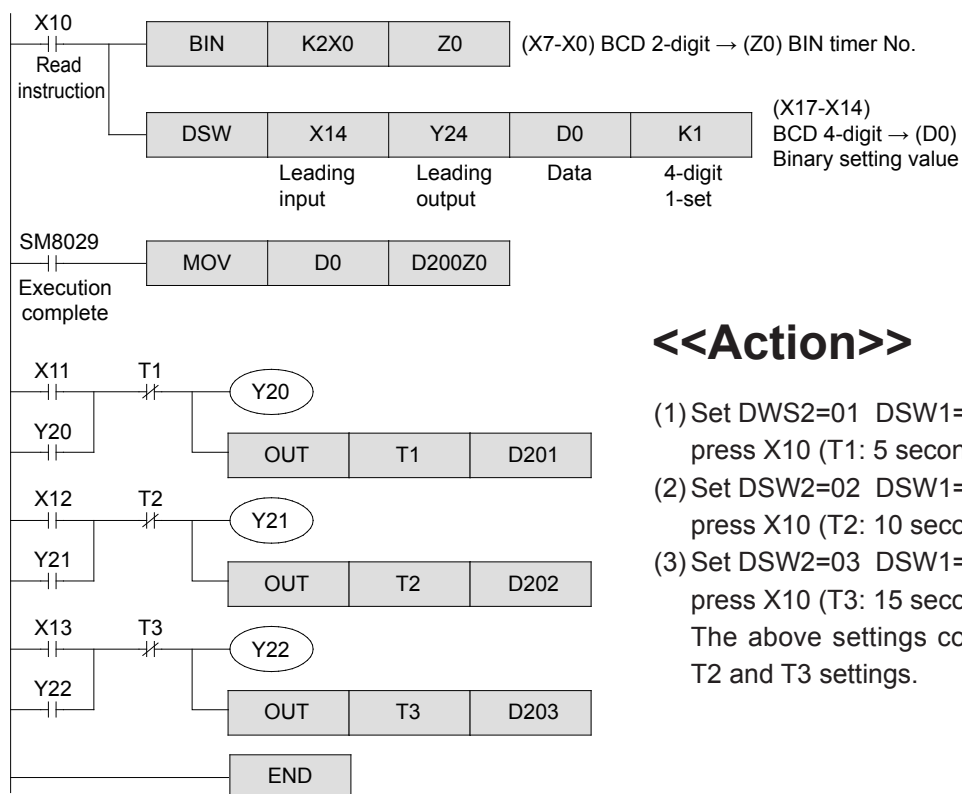 X10
Read
instruction
BIN K2X0 Z0 (X7-X0) BCD 2-digit → (Z0) BIN timer No.
DSW X14 Y24 D0 K1
Leading input Leading output Data 4-digit 1-set
(X17-X14)
BCD 4-digit → (D0)
Binary setting value
SM8029
Execution
complete
MOV D0 D200Z0
X11 T1
Y20
Y20
OUT T1 D201
X12 T2
Y21
Y21
OUT T2 D202
X13 T3
Y22
Y22
OUT T3 D203
END
<<Action>>
(1) Set DWS2=01 DSW1=
press X10 (T1: 5
(2) Set DSW2=02 DSW1=
press X10 (T2: 10
(3) Set DSW2=03 DSW1=
press X10 (T3: 15
The above settings
T2 and T3 settings.